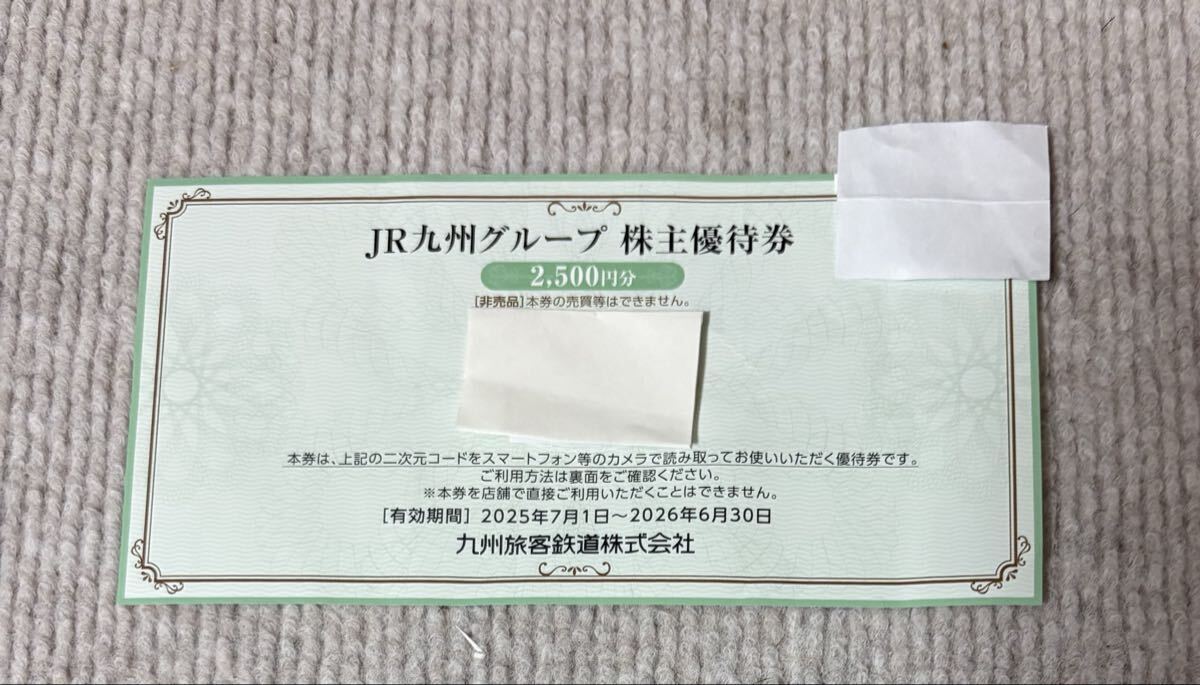 JR九州グループ 株主優待券
2,500円分
[非売品]本券の売買等はできません。
本券は、上記の二次元コードをスマートフォン等のカメラで読み取ってお使いいただく優待券です。
ご利用方法は裏面をご確認ください。
※本券を店舗で直接ご利用いただくことはできません。
[有効期間] 2025年7月1日～2026年6月30日
九州旅客鉄道株式会社